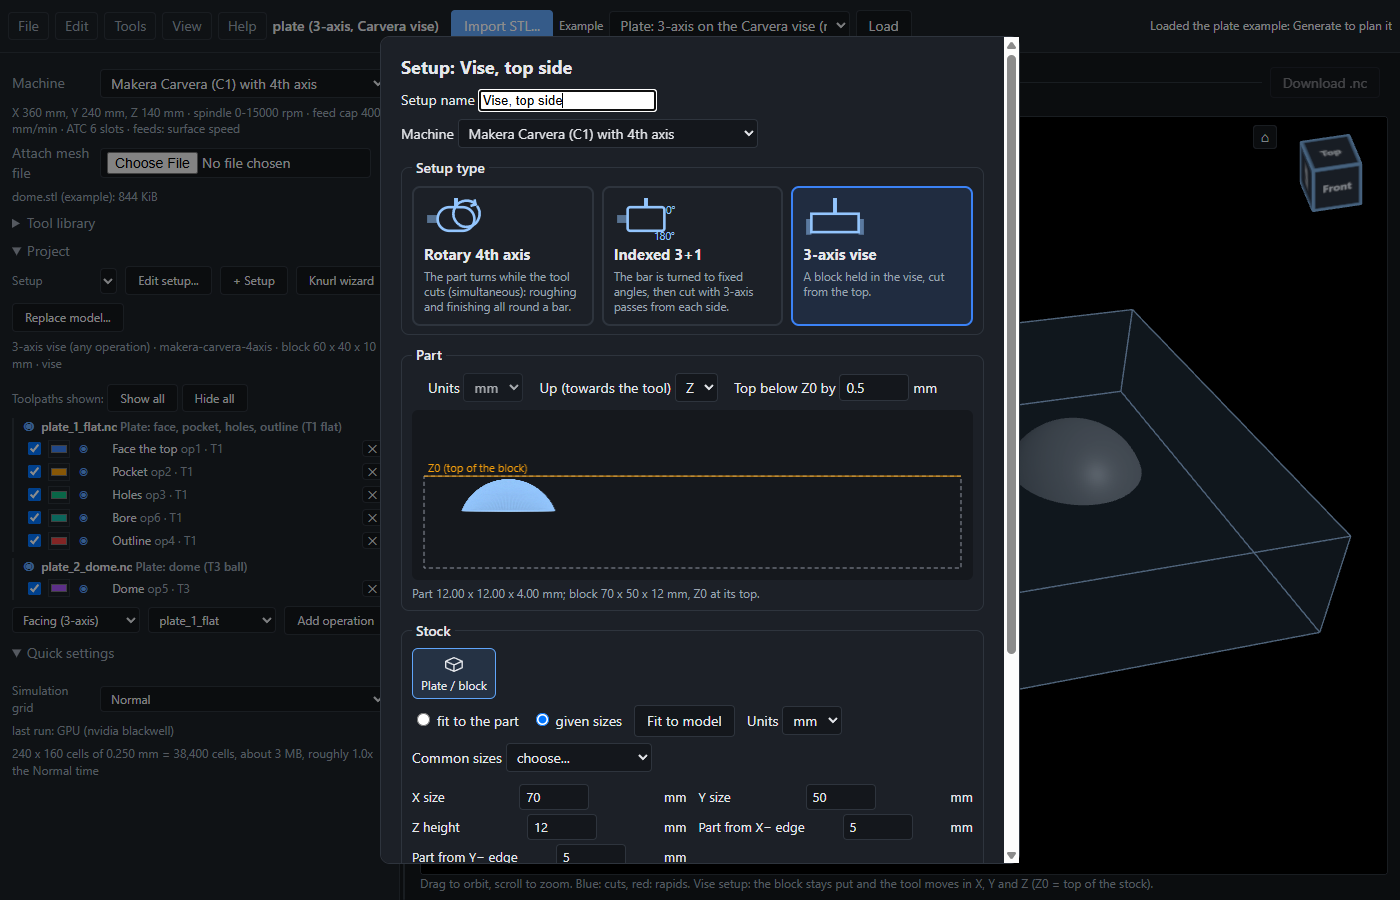 File Edit Tools View Help plate (3-axis, Carvera vise) Import STL... Example Plate: 3-axis on the Carvera vise (r Load Loaded the plate example: Generate to plan it
Machine Makera Carvera (C1) with 4th axis
X 360 mm, Y 240 mm, Z 140 mm · spindle 0-15000 rpm · feed cap 400
mm/min · ATC 6 slots · feeds: surface speed
Attach mesh file Choose File No file chosen
dome.stl (example): 844 KiB
Tool library
Project
Setup Edit setup... + Setup Knurl wizard
Replace model...
3-axis vise (any operation) · makera-carvera-4axis · block 60 x 40 x 10
mm · vise
Toolpaths shown: Show all Hide all
plate_1_flat.nc Plate: face, pocket, holes, outline (T1 flat)
Face the top op1 · T1
Pocket op2 · T1
Holes op3 · T1
Bore op6 · T1
Outline op4 · T1
plate_2_dome.nc Plate: dome (T3 ball)
Dome op5 · T3
Facing (3-axis) plate_1_flat Add operation
Quick settings
Simulation grid Normal
last run: GPU (nvidia blackwell)
240 x 160 cells of 0.250 mm = 38,400 cells, about 3 MB, roughly 1.0x
the Normal time
Setup: Vise, top side
Setup name Vise, top side
Machine Makera Carvera (C1) with 4th axis
Setup type
Rotary 4th axis
The part turns while the tool
cuts (simultaneous): roughing
and finishing all round a bar.
0°
180°
Indexed 3+1
The bar is turned to fixed
angles, then cut with 3-axis
passes from each side.
3-axis vise
A block held in the vise, cut
from the top.
Part
Units mm Up (towards the tool) Z Top below Z0 by 0.5 mm
Z0 (top of the block)
Part 12.00 x 12.00 x 4.00 mm; block 70 x 50 x 12 mm, Z0 at its top.
Stock
Plate / block
fit to the part given sizes Fit to model Units mm
Common sizes choose...
X size 70 mm Y size 50 mm
Z height 12 mm Part from X− edge 5 mm
Part from Y− edge 5 mm
Download .nc
⌂
Top
Front
Drag to orbit, scroll to zoom. Blue: cuts, red: rapids. Vise setup: the block stays put and the tool moves in X, Y and Z (Z0 = top of the stock).